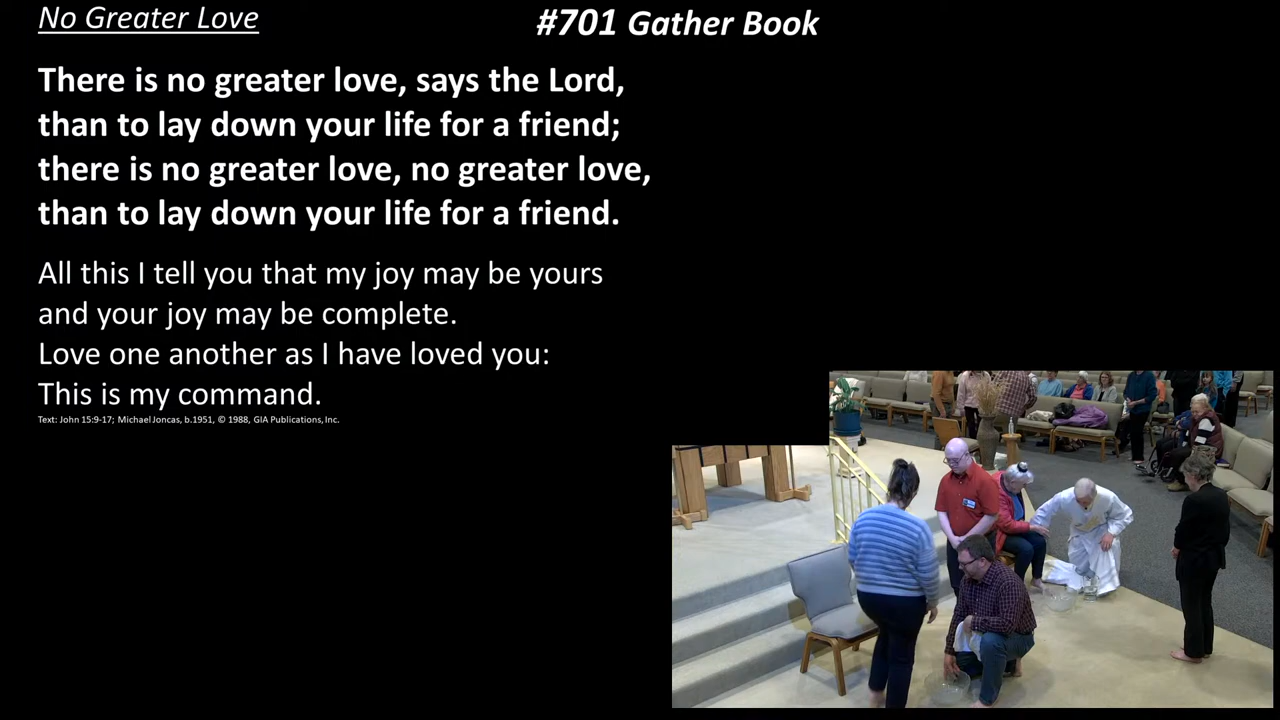 No Greater Love
#701 Gather Book
There is no greater love, says the Lord,
than to lay down your life for a friend;
there is no greater love, no greater love,
than to lay down your life for a friend.
All this I tell you that my joy may be yours
and your joy may be complete.
Love one another as I have loved you:
This is my command.
Text: John 15:9-17; Michael Joncas, b.1951, © 1988, GIA Publications, Inc.